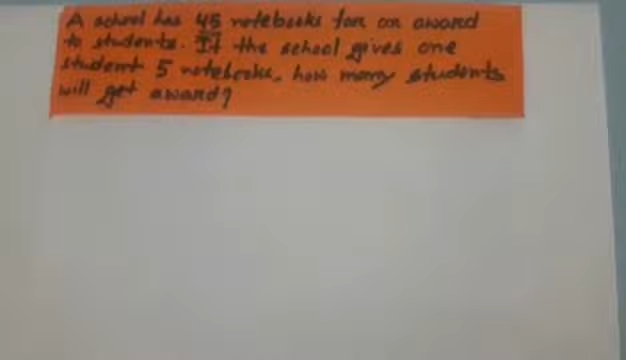 A school has 45 notebooks for an award
to students. If the school gives one
student 5 notebooks, how many students
will get award?